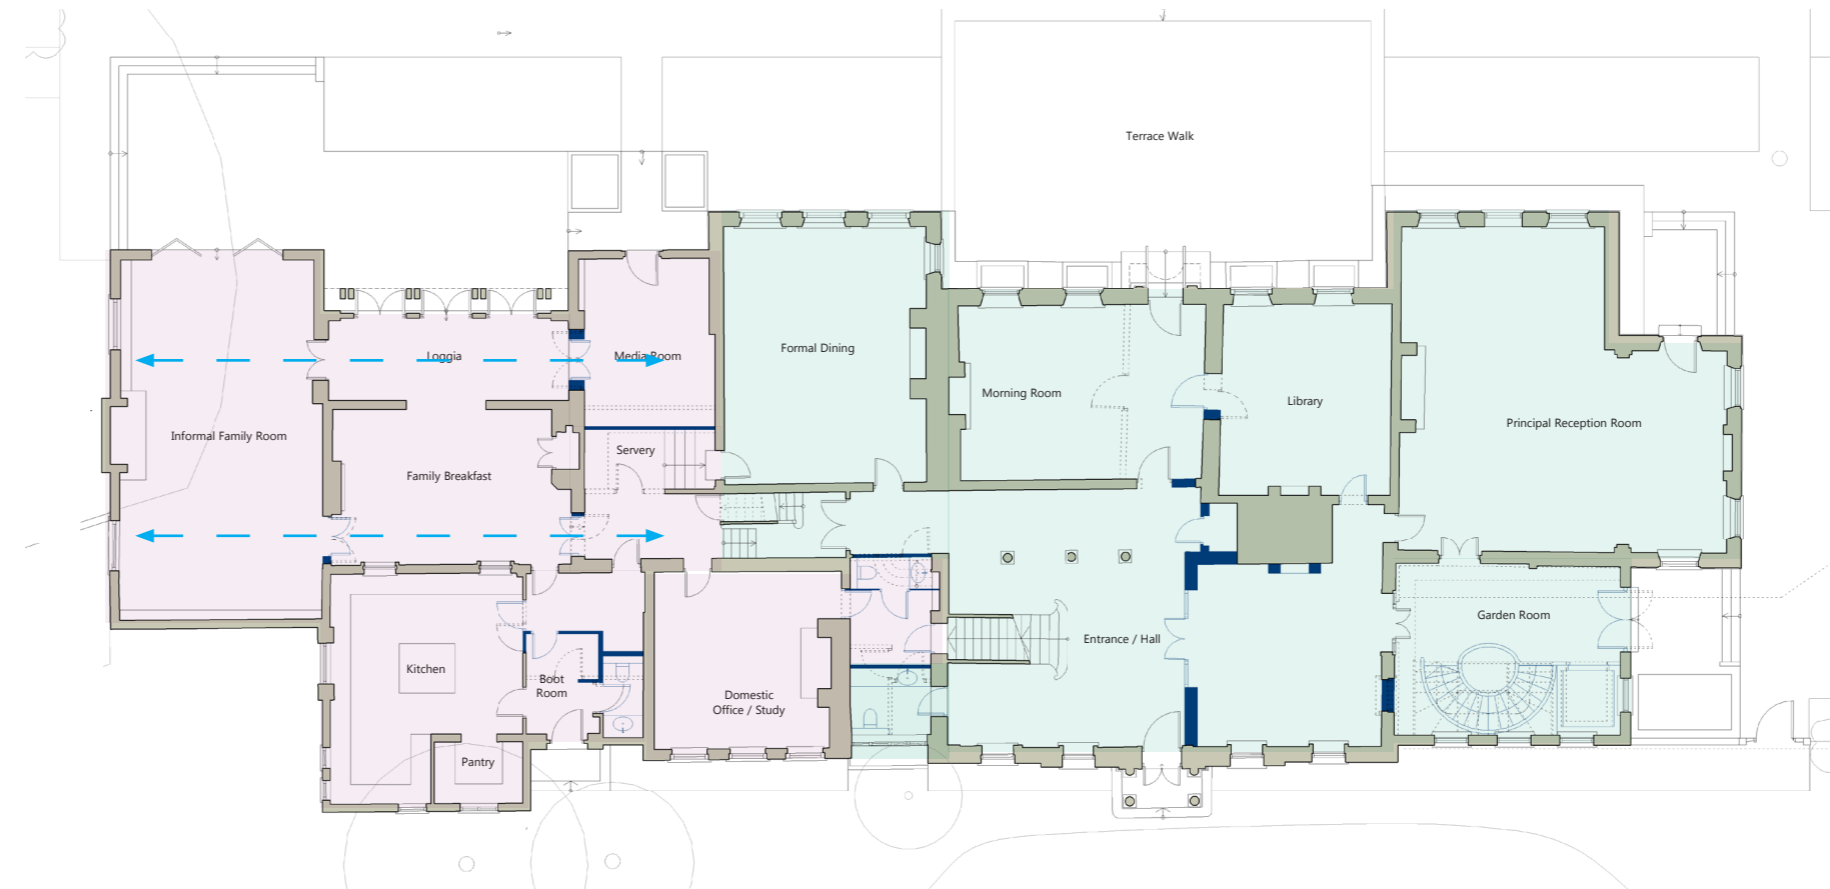 Terrace Walk
Formal Dining
Loggia
Media Room
Morning Room
Library
Informal Family Room
Principal Reception Room
Servery
Family Breakfast
Garden Room
Entrance / Hall
Kitchen
Boot
Room
Domestic
Office / Study
Pantry